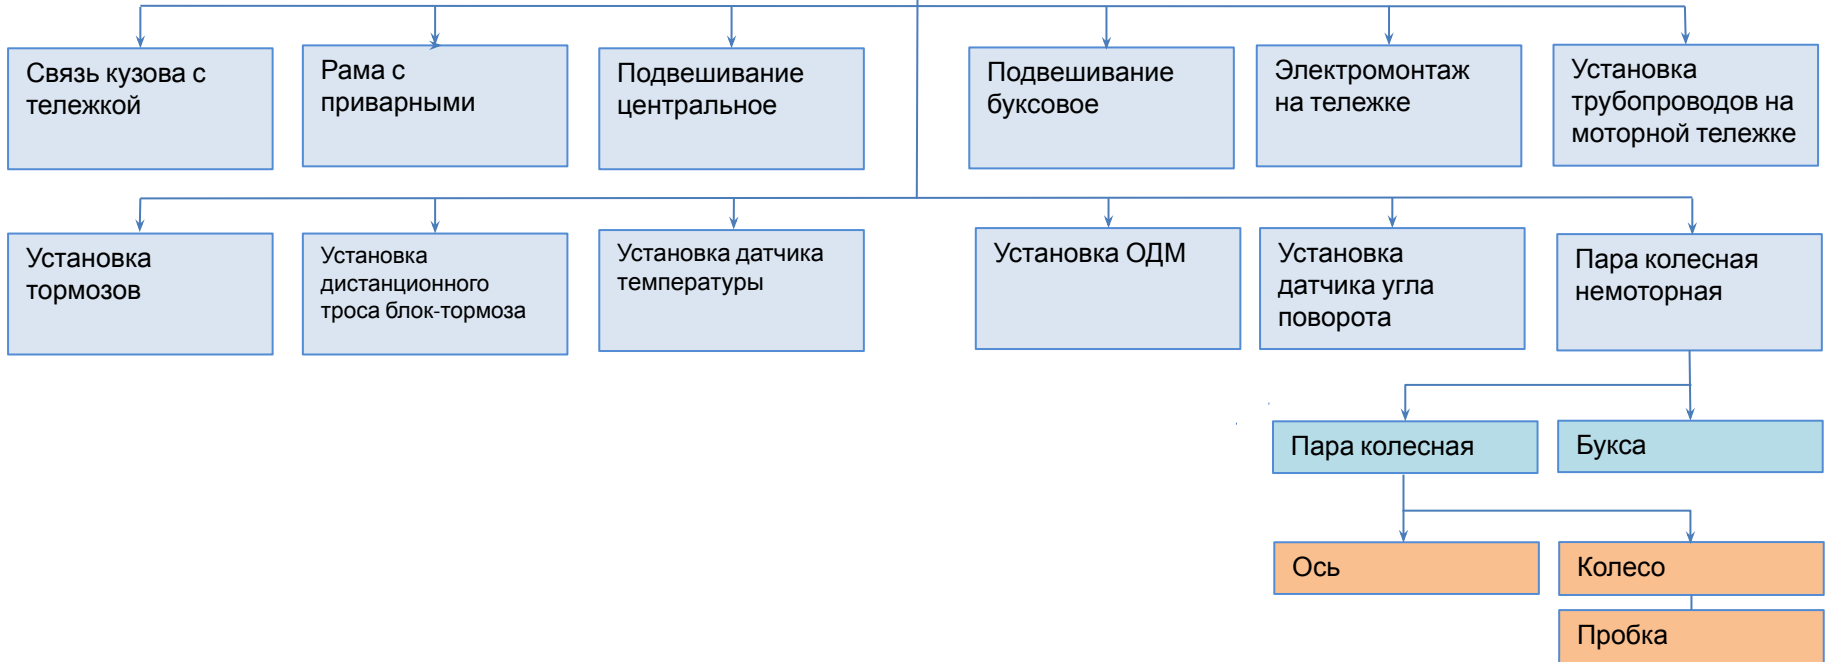 Связь кузова с
тележкой
Рама с
приварными
Подвешивание
центральное
Подвешивание
буксовое
Электромонтаж
на тележке
Установка
трубопроводов на
моторной тележке
Установка
тормозов
Установка
дистанционного
троса блок-тормоза
Установка датчика
температуры
Установка ОДМ
Установка
датчика угла
поворота
Пара колесная
немоторная
Пара колесная
Букса
Ось
Колесо
Пробка